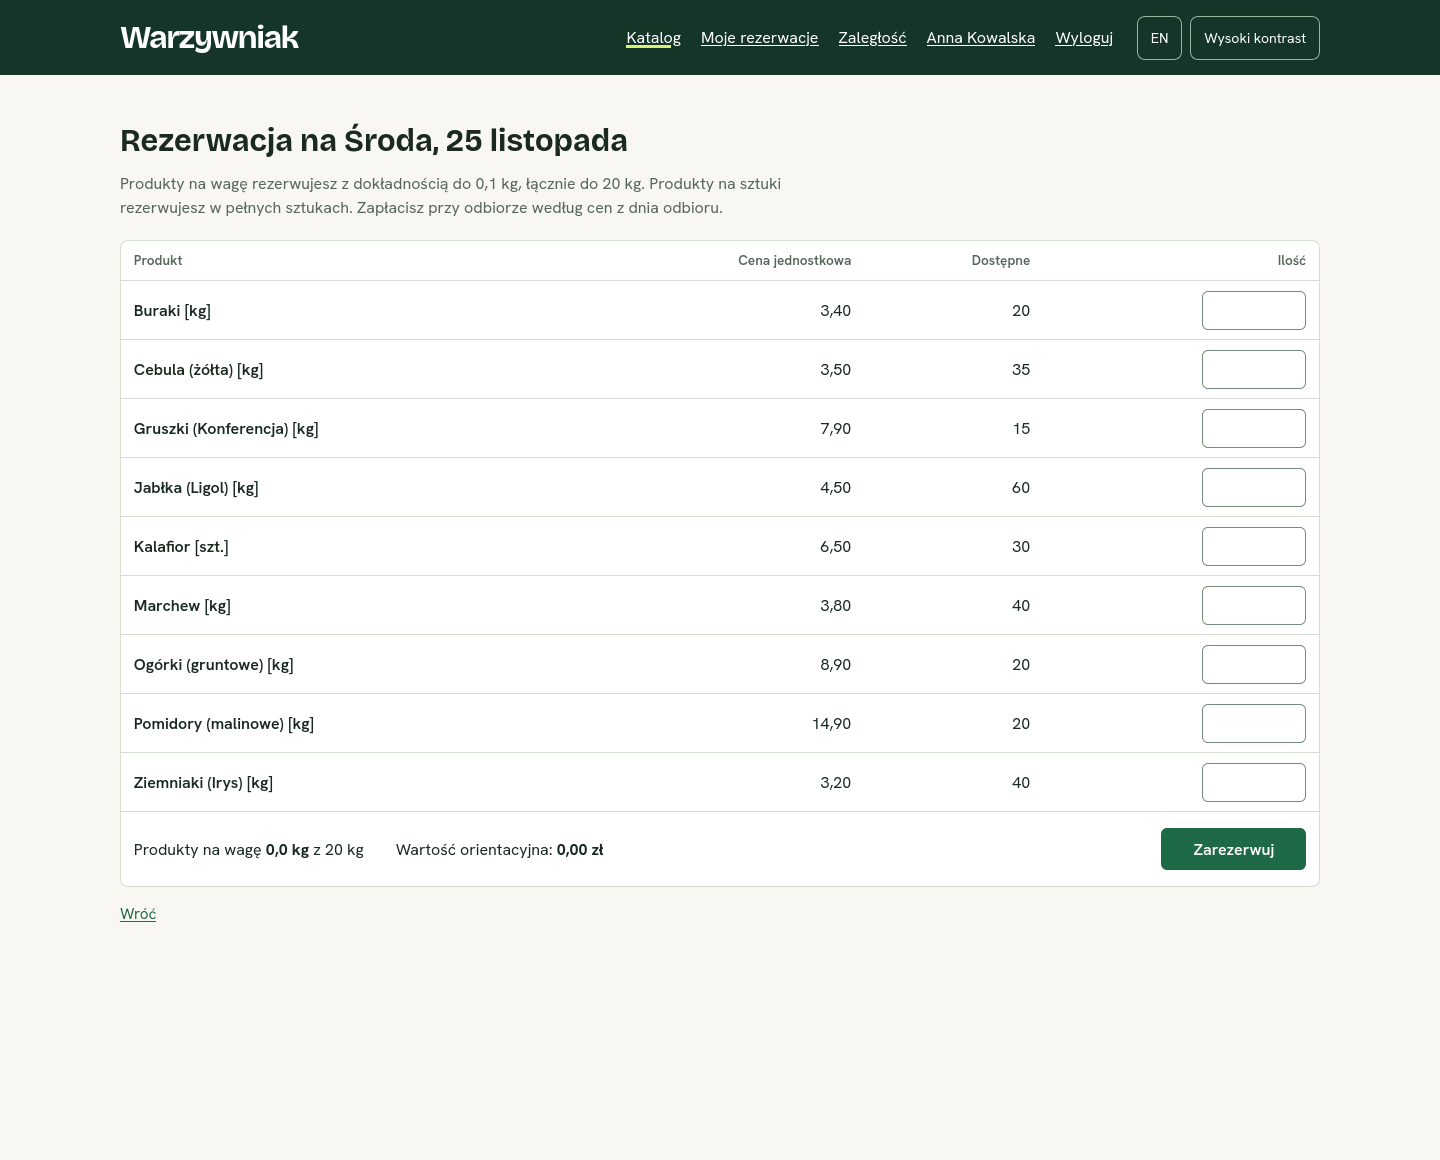 Warzywniak
Katalog Moje rezerwacje Zaległość Anna Kowalska Wyloguj EN Wysoki kontrast
Rezerwacja na Środa, 25 listopada
Produkty na wagę rezerwujesz z dokładnością do 0,1 kg, łącznie do 20 kg. Produkty na sztuki
rezerwujesz w pełnych sztukach. Zapłacisz przy odbiorze według cen z dnia odbioru.
Produkt Cena jednostkowa Dostępne Ilość
Buraki [kg] 3,40 20
Cebula (żółta) [kg] 3,50 35
Gruszki (Konferencja) [kg] 7,90 15
Jabłka (Ligol) [kg] 4,50 60
Kalafior [szt.] 6,50 30
Marchew [kg] 3,80 40
Ogórki (gruntowe) [kg] 8,90 20
Pomidory (malinowe) [kg] 14,90 20
Ziemniaki (Irys) [kg] 3,20 40
Produkty na wagę 0,0 kg z 20 kg Wartość orientacyjna: 0,00 zł Zarezerwuj
Wróć